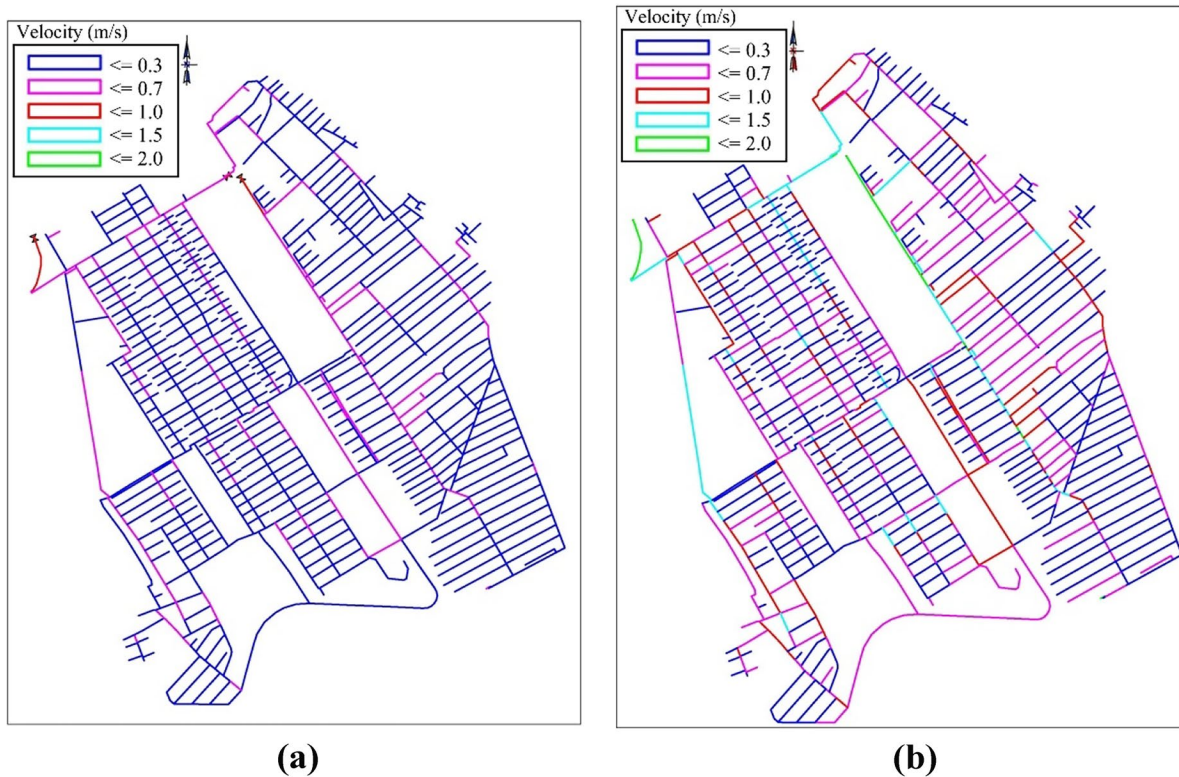 Velocity (m/s)
<= 0.3
<= 0.7
<= 1.0
<= 1.5
<= 2.0
Velocity (m/s)
<= 0.3
<= 0.7
<= 1.0
<= 1.5
<= 2.0
(a)
(b)